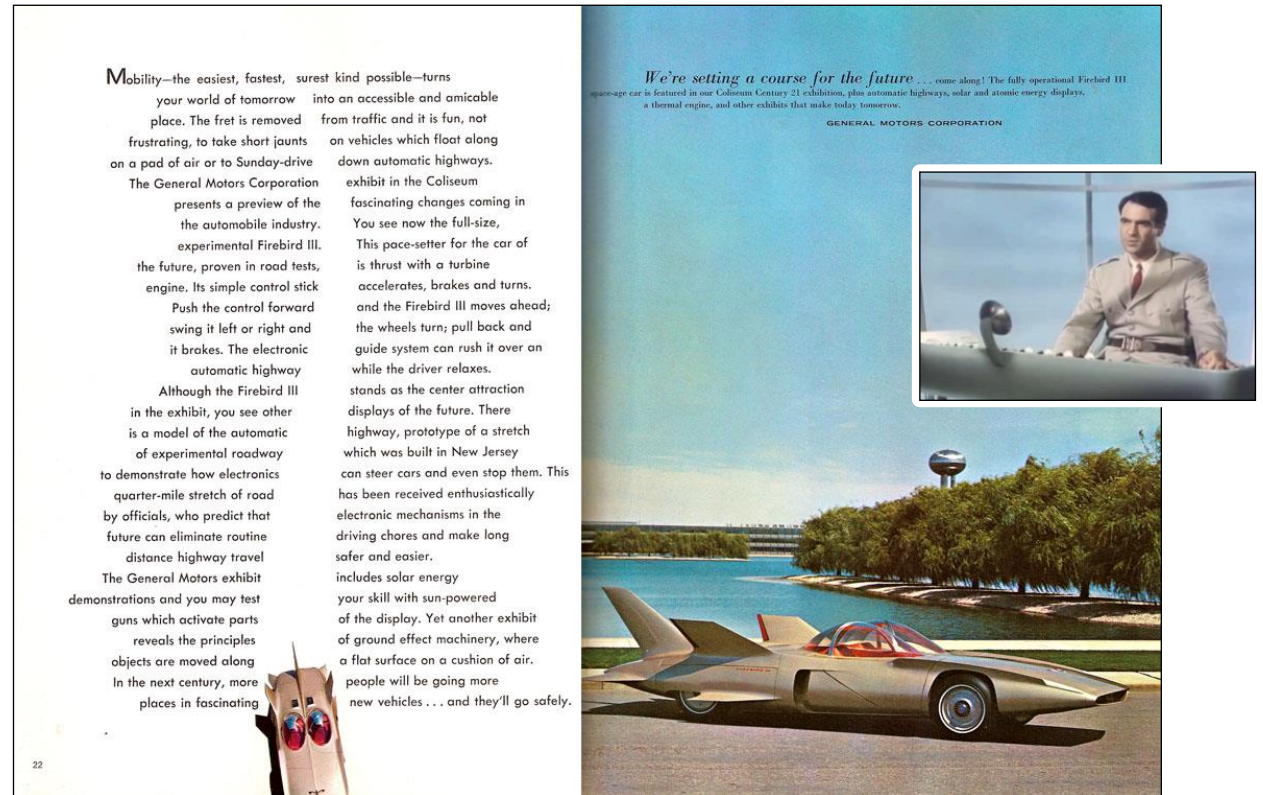 Mobility—the easiest, fastest, surest kind possible—turns
your world of tomorrow into an accessible and amicable
place. The fret is removed from traffic and it is fun, not
frustrating, to take short jaunts on vehicles which float along
on a pad of air or to Sunday-drive down automatic highways.
The General Motors Corporation exhibit in the Coliseum
presents a preview of the fascinating changes coming in
the automobile industry. You see now the full-size,
experimental Firebird III. This pace-setter for the car of
the future, proven in road tests, is thrust with a turbine
engine. Its simple control stick accelerates, brakes and turns.
Push the control forward and the Firebird III moves ahead;
swing it left or right and the wheels turn; pull back and
it brakes. The electronic guide system can rush it over an
automatic highway while the driver relaxes.
Although the Firebird III stands as the center attraction
in the exhibit, you see other displays of the future. There
is a model of the automatic highway, prototype of a stretch
of experimental roadway which was built in New Jersey
to demonstrate how electronics can steer cars and even stop them. This
quarter-mile stretch of road has been received enthusiastically
by officials, who predict that electronic mechanisms in the
future can eliminate routine driving chores and make long
distance highway travel safer and easier.
The General Motors exhibit includes solar energy
demonstrations and you may test your skill with sun-powered
guns which activate parts of the display. Yet another exhibit
reveals the principles of ground effect machinery, where
objects are moved along a flat surface on a cushion of air.
In the next century, more people will be going more
places in fascinating new vehicles . . . and they'll go safely.
22
We're setting a course for the future . . . come along! The fully operational Firebird III
space-age car is featured in our Coliseum Century 21 exhibition, plus automatic highways, solar and atomic energy displays,
a thermal engine, and other exhibits that make today tomorrow.
GENERAL MOTORS CORPORATION